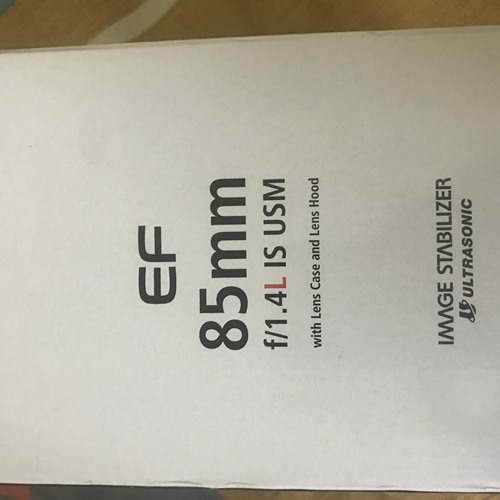 EF
85mm
f/1.4L IS USM
with Lens Case and Lens Hood
IMAGE STABILIZER
ULTRASONIC